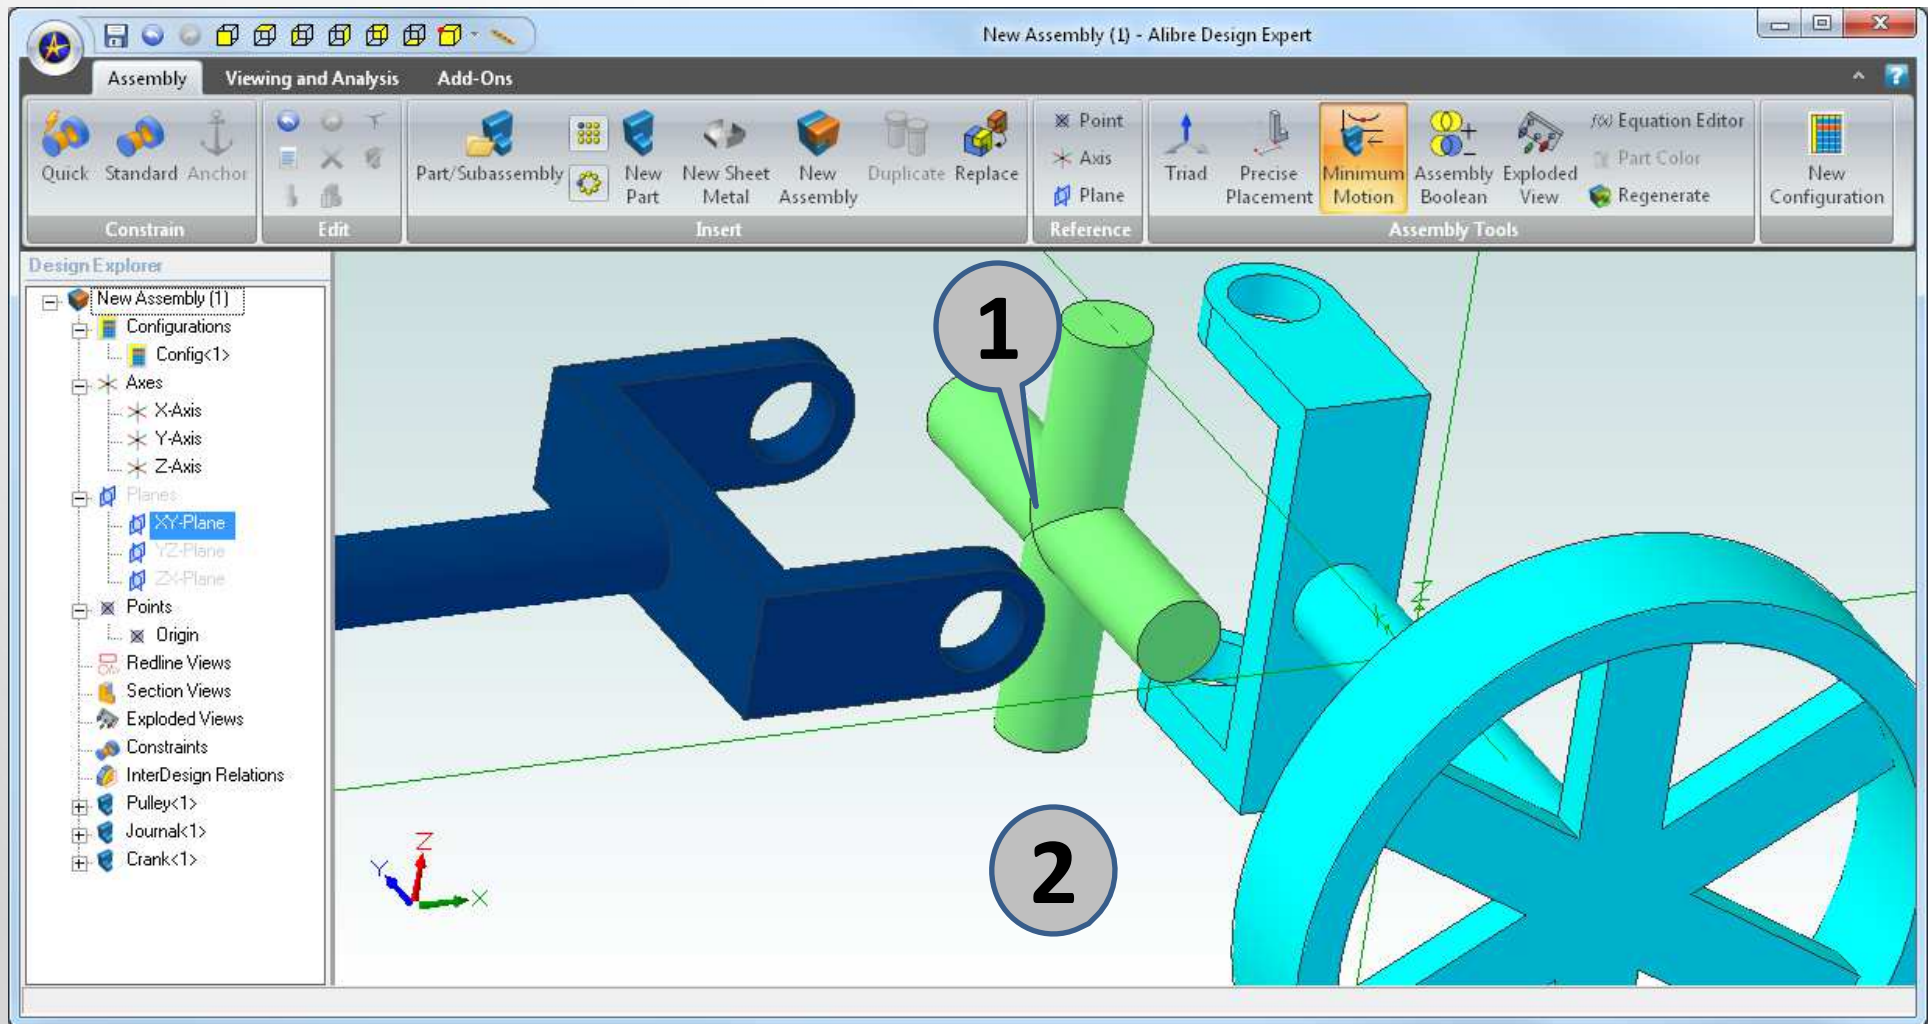 New Assembly (1) - Alibre Design Expert
Assembly Viewing and Analysis Add-Ons
Quick Standard Anchor
Constrain
Edit
Part/Subassembly New Part New Sheet Metal New Assembly Duplicate Replace
Insert
Point
Axis
Plane
Reference
Triad Precise Placement Minimum Motion Assembly Boolean Exploded View
f(x) Equation Editor
Part Color
Regenerate
Assembly Tools
New Configuration
Design Explorer
New Assembly (1)
Configurations
Config<1>
Axes
X-Axis
Y-Axis
Z-Axis
Planes
XY-Plane
YZ-Plane
ZX-Plane
Points
Origin
Redline Views
Section Views
Exploded Views
Constraints
InterDesign Relations
Pulley<1>
Journal<1>
Crank<1>
1
2
Z
Y
X